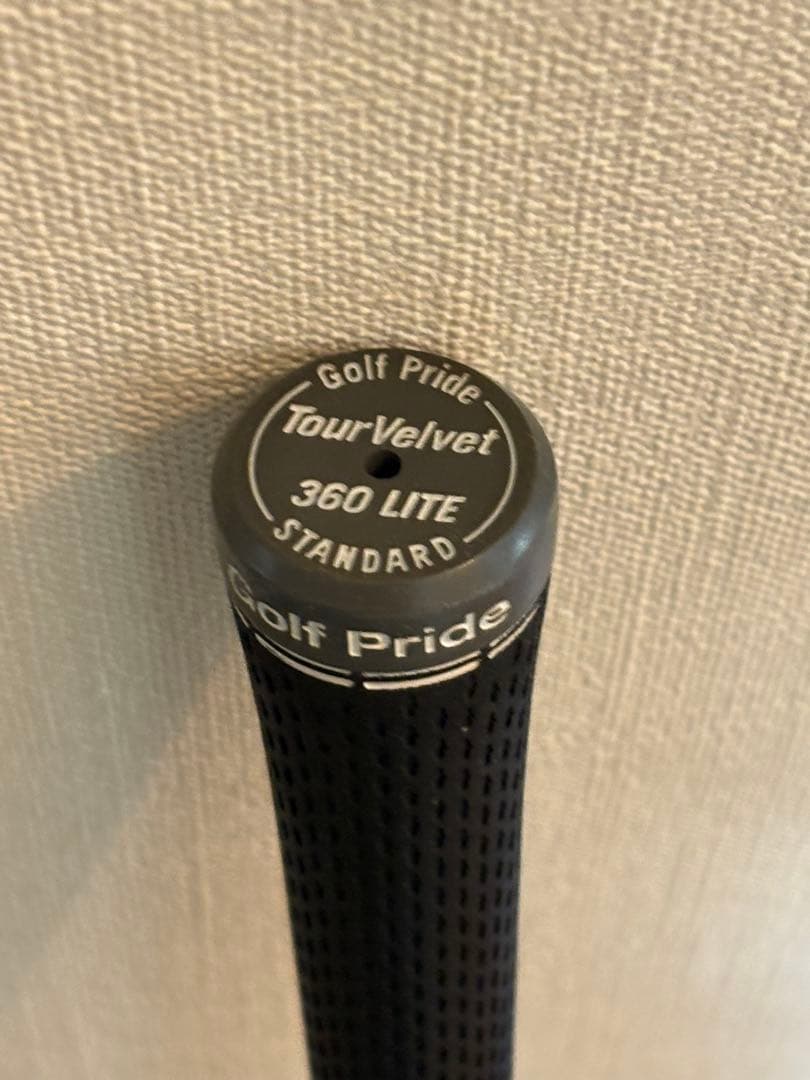 Golf Pride
TourVelvet
360 LITE
STANDARD
Golf Pride